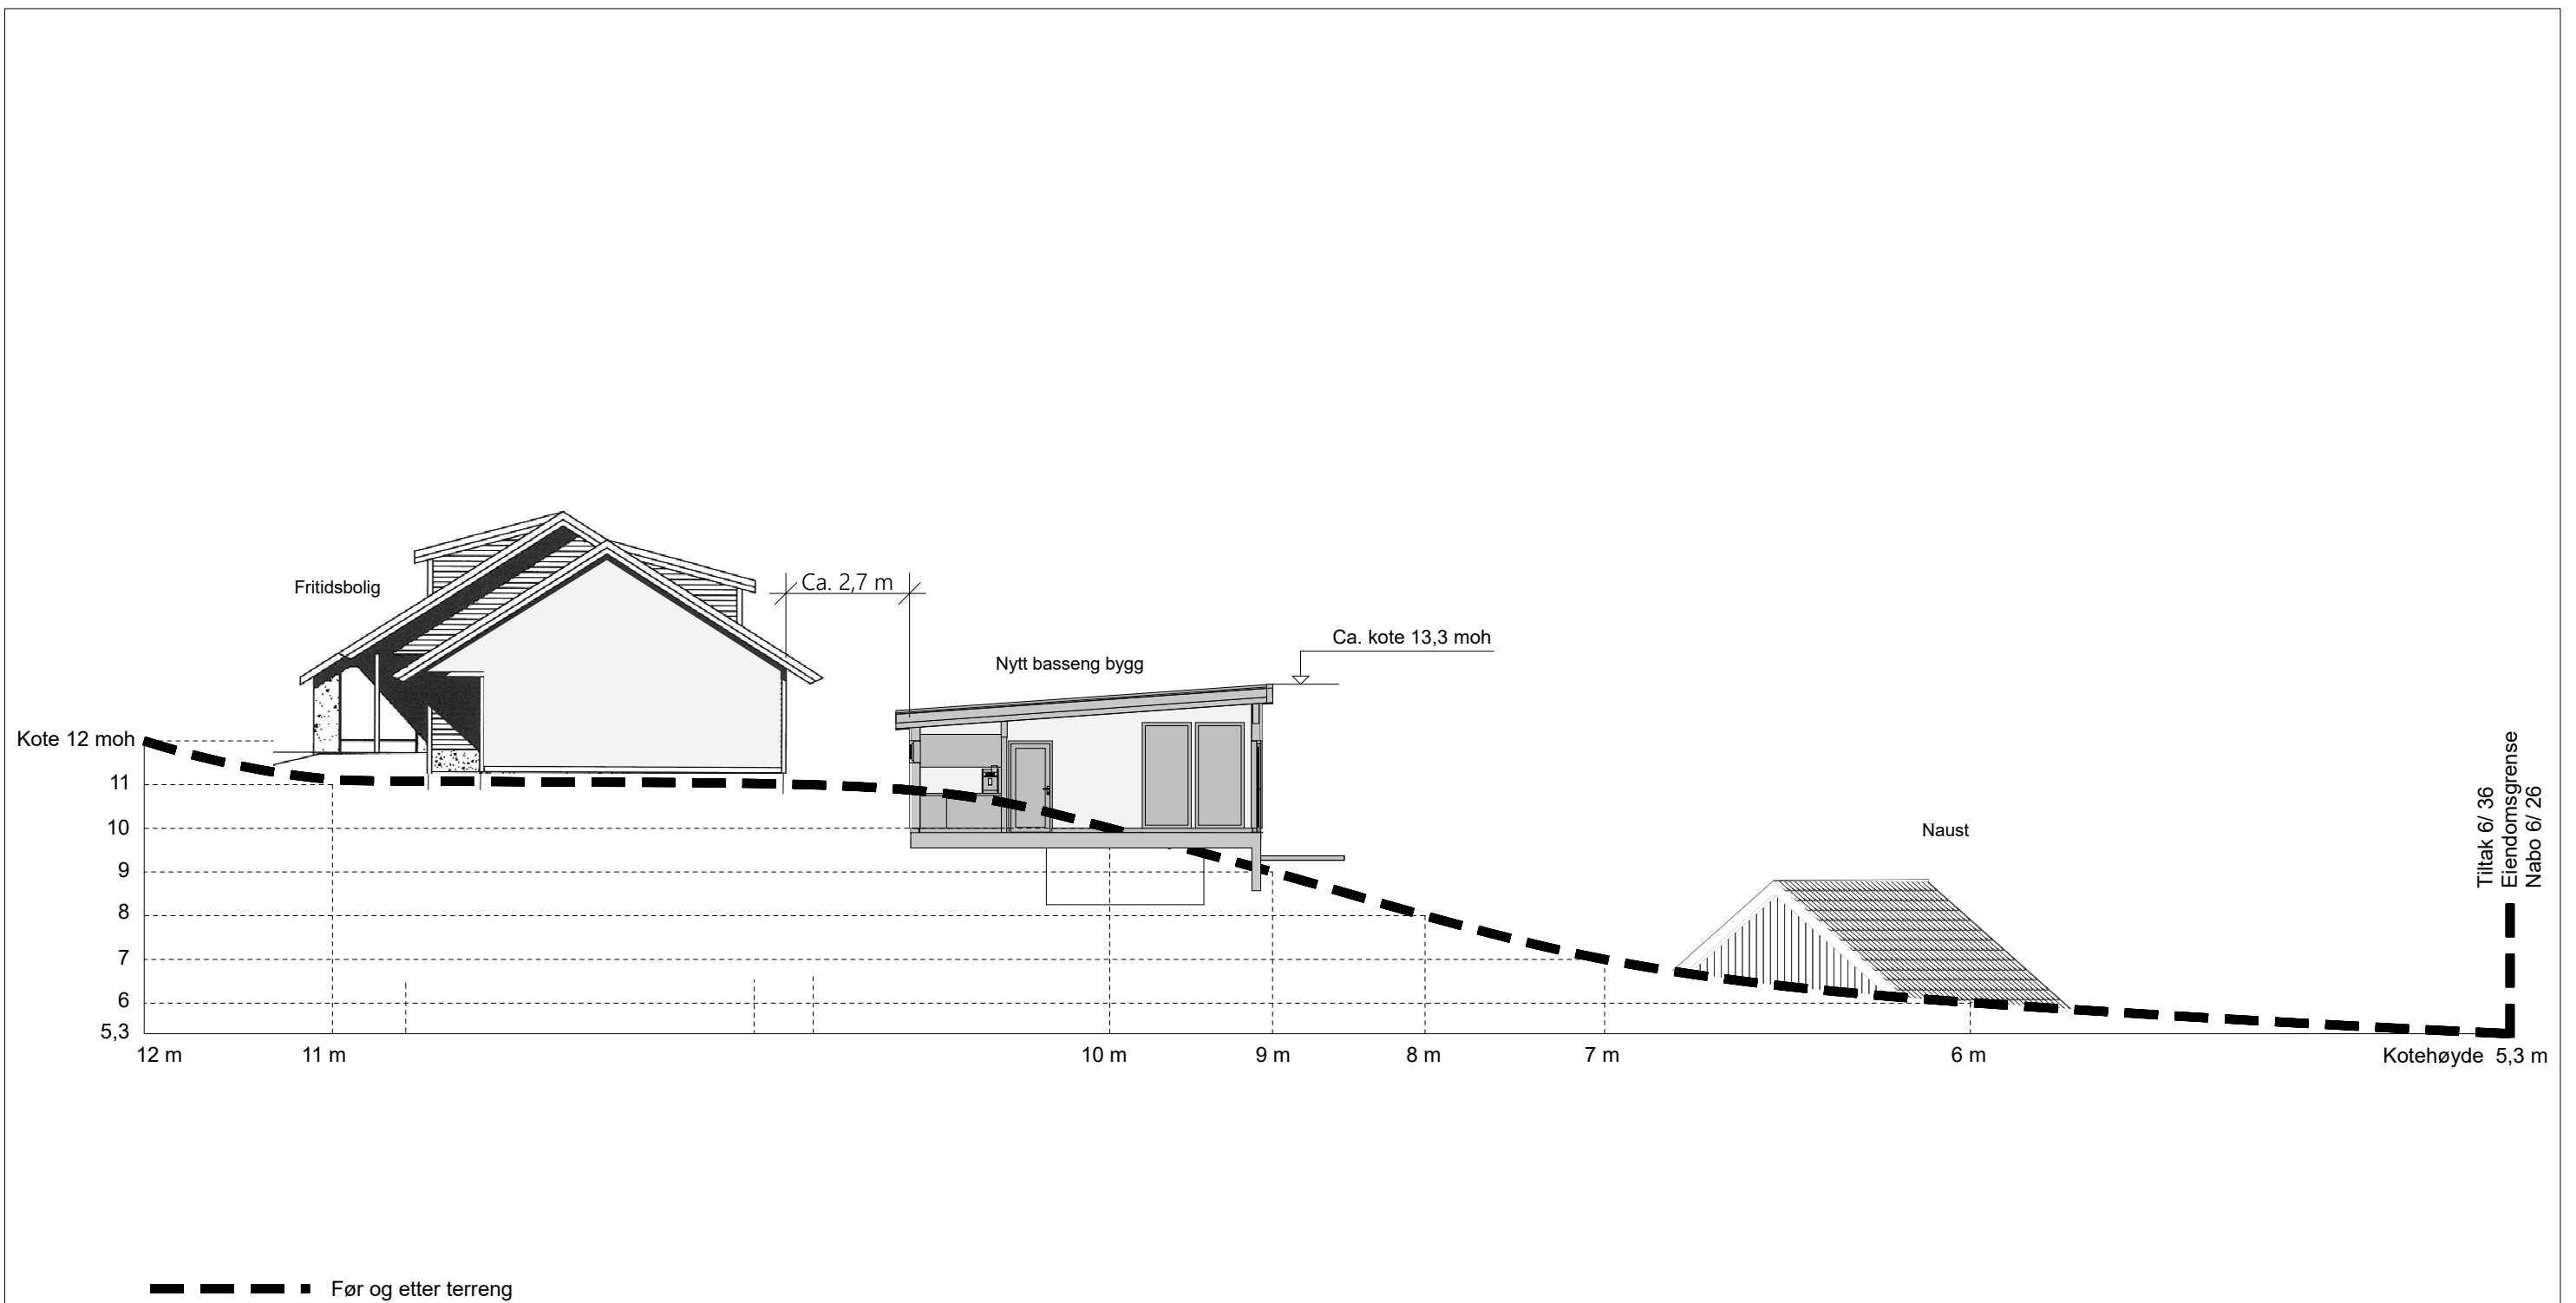 Fritidsbolig
Ca. 2,7 m
Ca. kote 13,3 moh
Nytt basseng bygg
Kote 12 moh
11
10
9
8
7
6
5,3
Naust
Tiltak 6/ 36
Eiendomsgrense
Nabo 6/ 26
12 m
11 m
10 m
9 m
8 m
7 m
6 m
Kotehøyde 5,3 m
Før og etter terreng